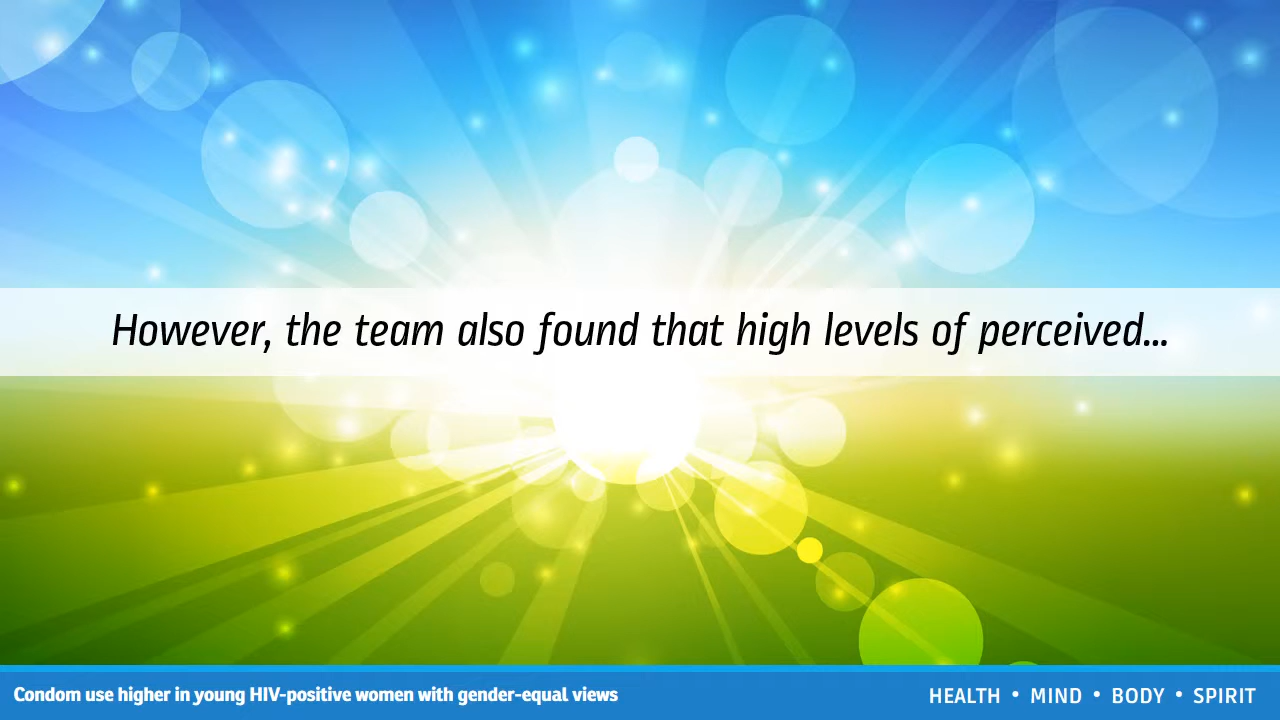 However, the team also found that high levels of perceived...
Condom use higher in young HIV-positive women with gender-equal views
HEALTH • MIND • BODY • SPIRIT